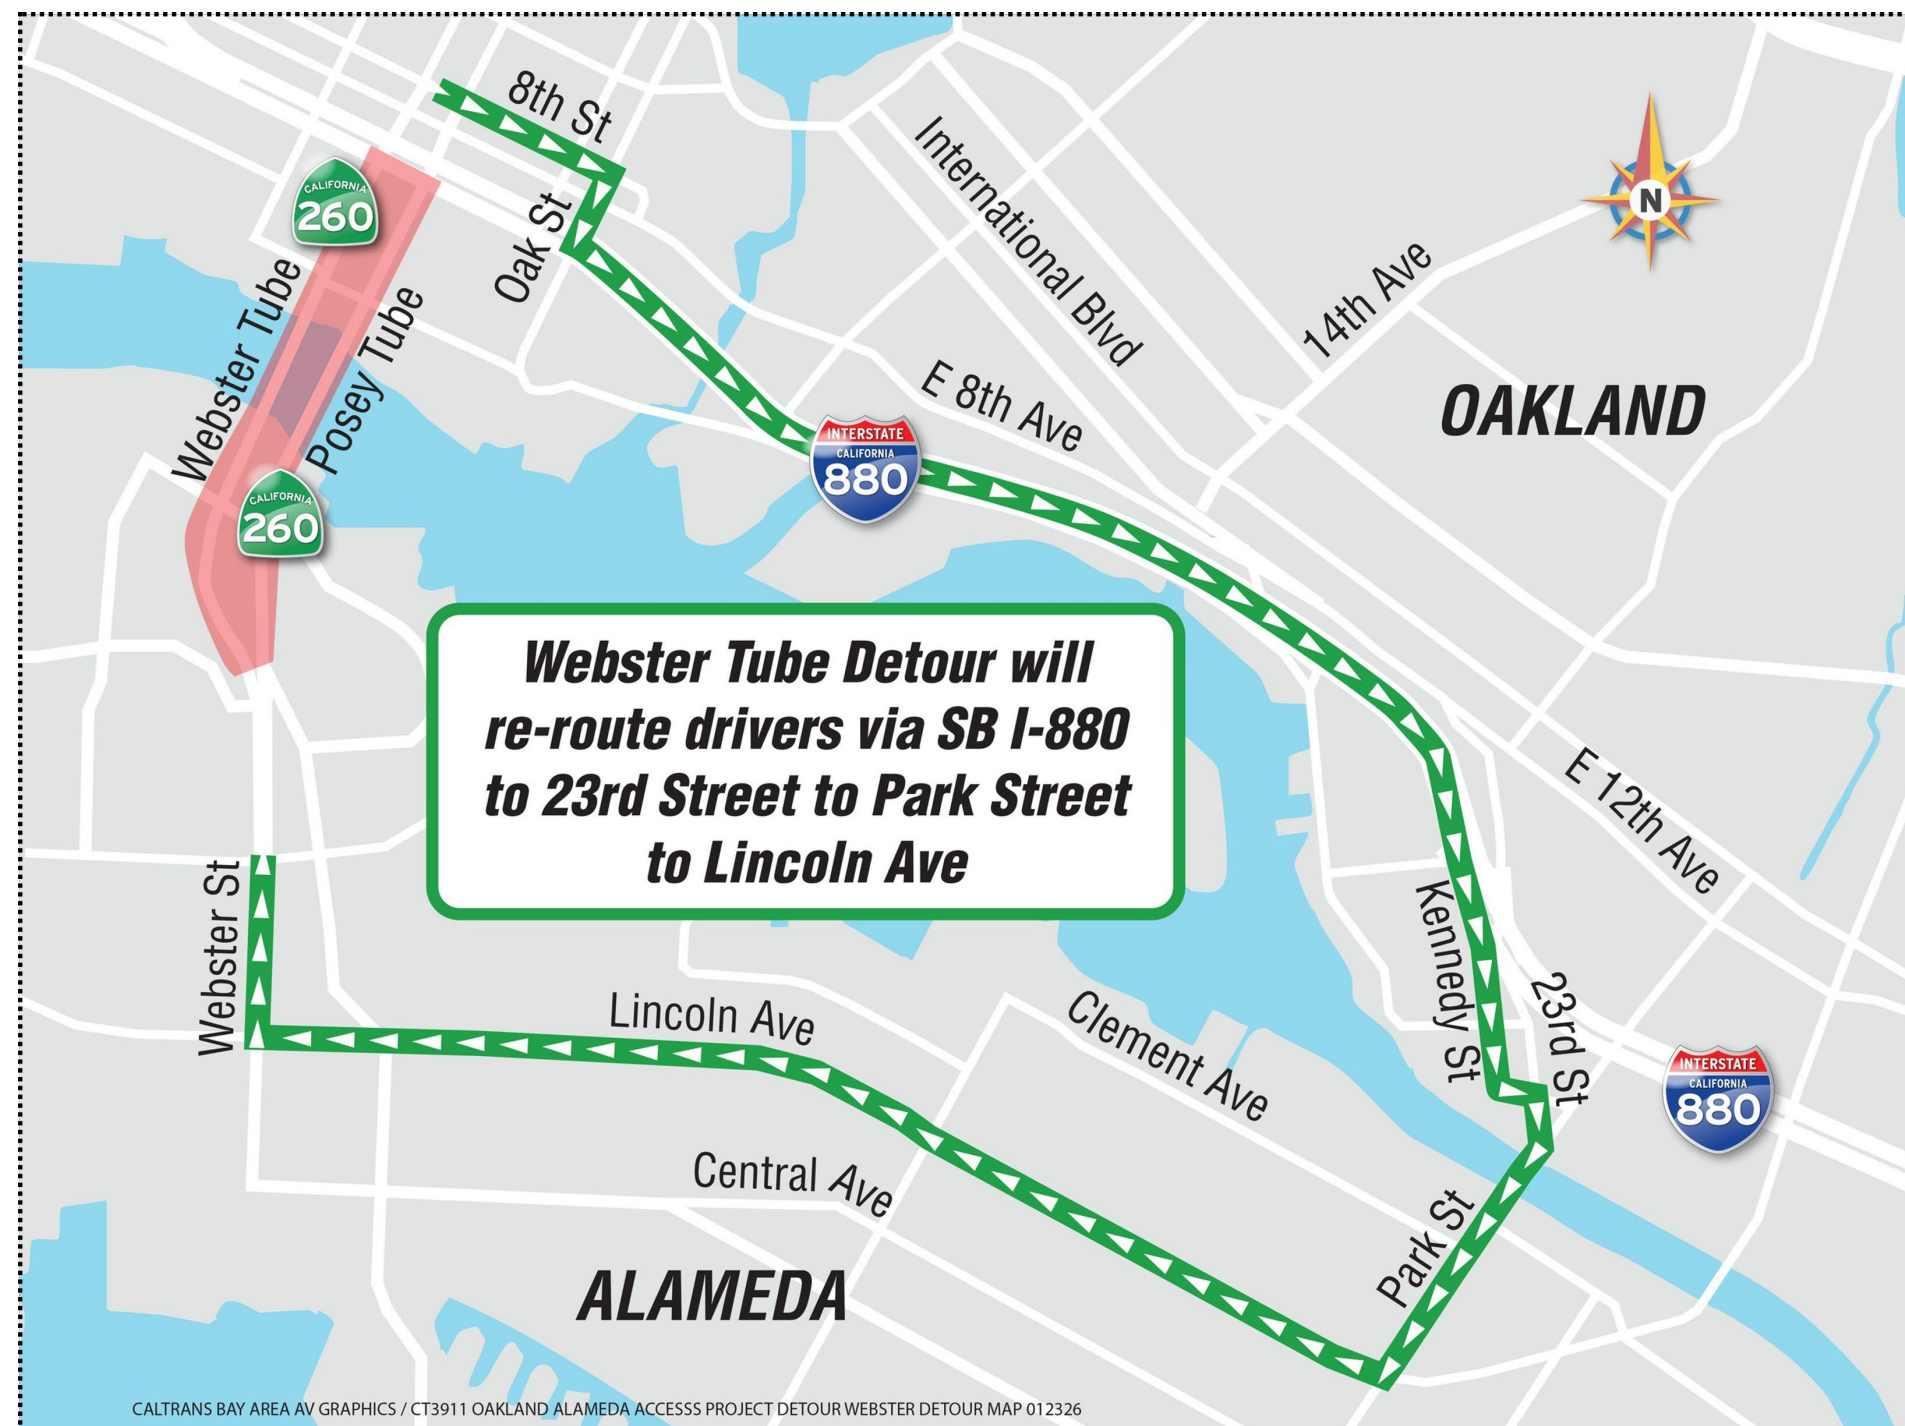 8th St
CALIFORNIA
260
Oak St
International Blvd
N
14th Ave
Webster Tube
Posey Tube
E 8th Ave
OAKLAND
INTERSTATE
CALIFORNIA
880
CALIFORNIA
260
Webster Tube Detour will
re-route drivers via SB I-880
to 23rd Street to Park Street
to Lincoln Ave
E 12th Ave
Webster St
Kennedy St
23rd St
Lincoln Ave
Clement Ave
INTERSTATE
CALIFORNIA
880
Central Ave
Park St
ALAMEDA
CALTRANS BAY AREA AV GRAPHICS / CT3911 OAKLAND ALAMEDA ACCESSS PROJECT DETOUR WEBSTER DETOUR MAP 012326